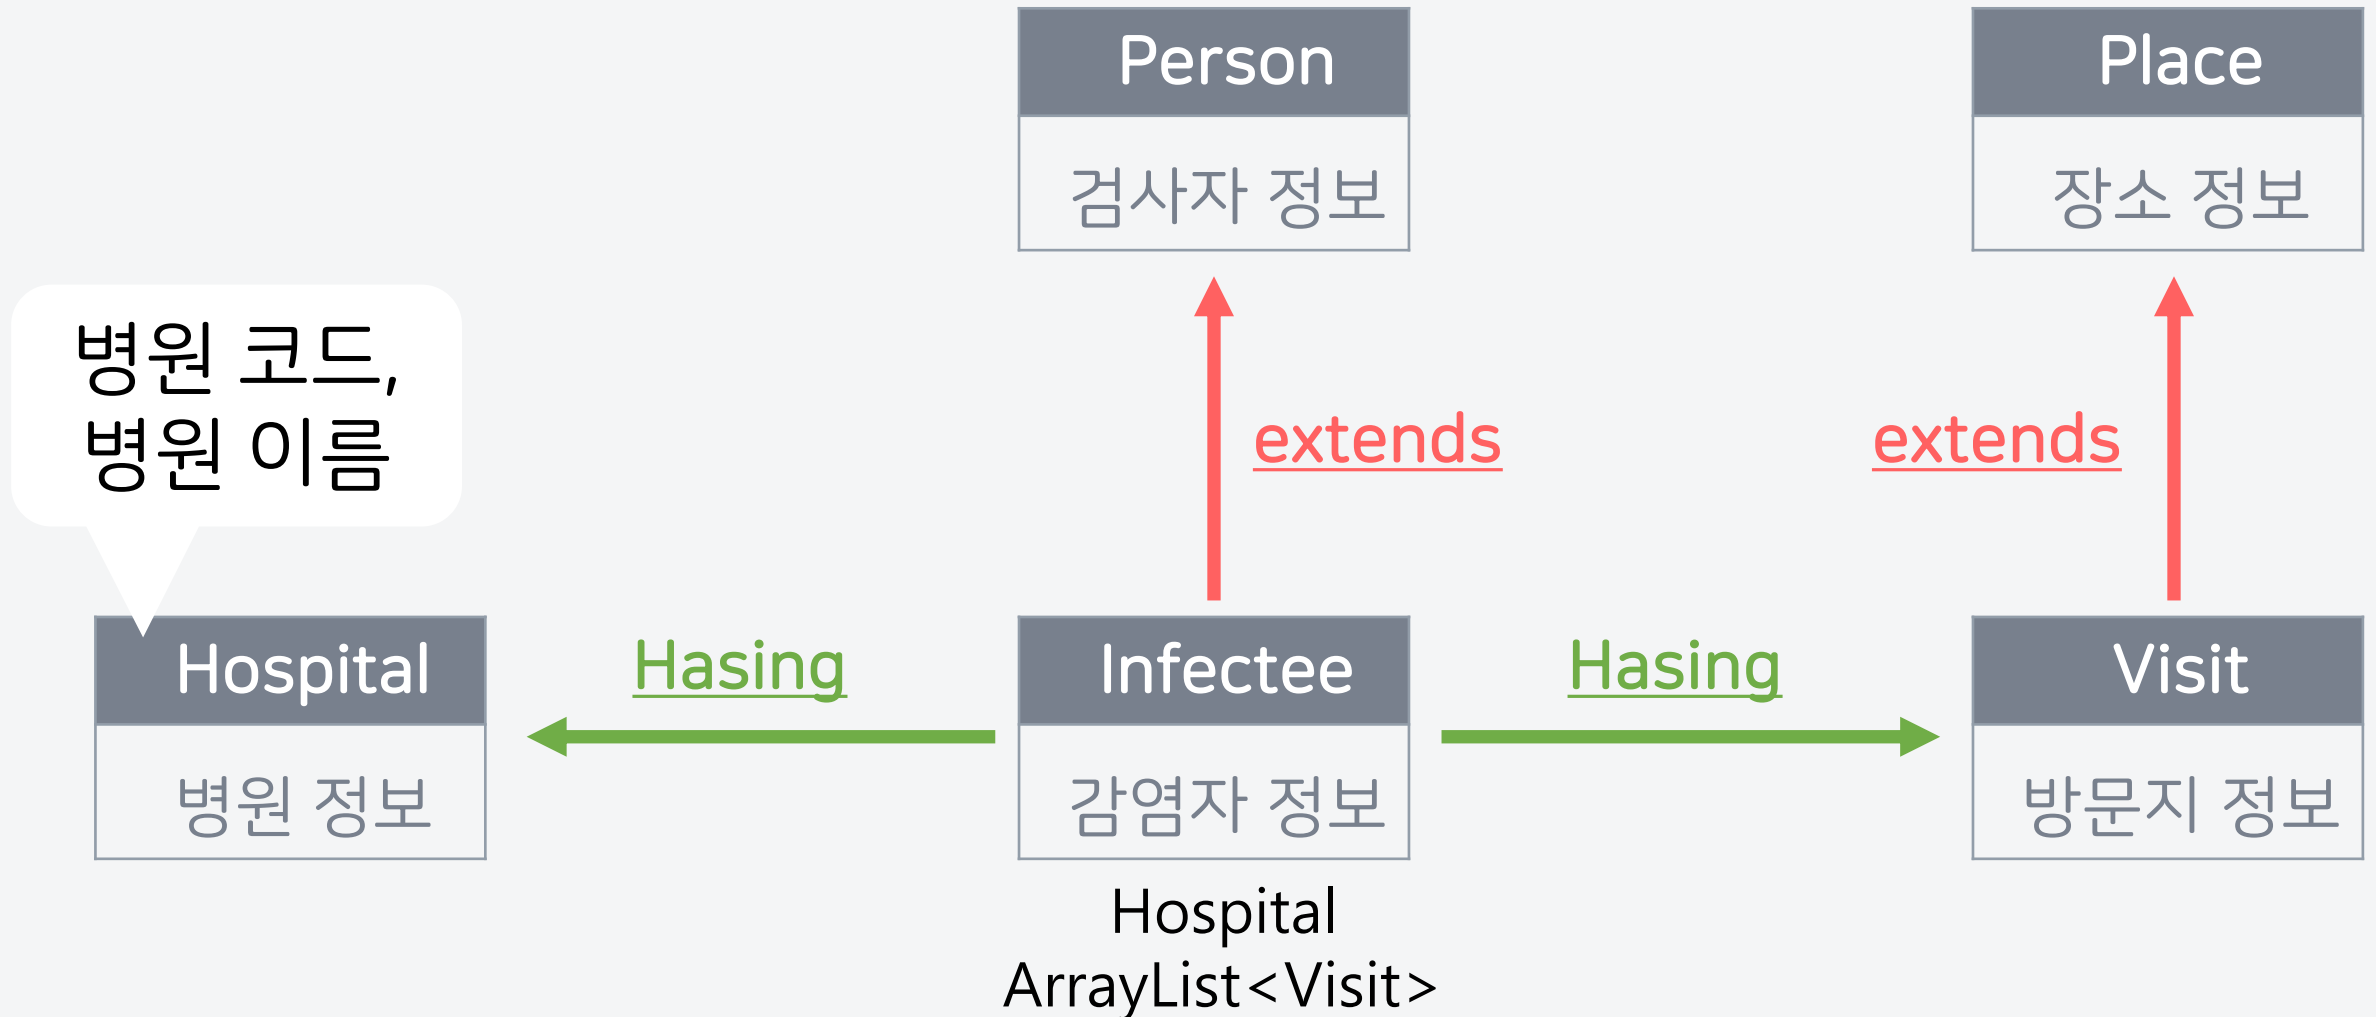 Person
검사자 정보
Place
장소 정보
병원 코드,
병원 이름
extends
extends
Hospital
병원 정보
Hasing
Infectee
감염자 정보
Hasing
Visit
방문지 정보
Hospital
ArrayList<Visit>